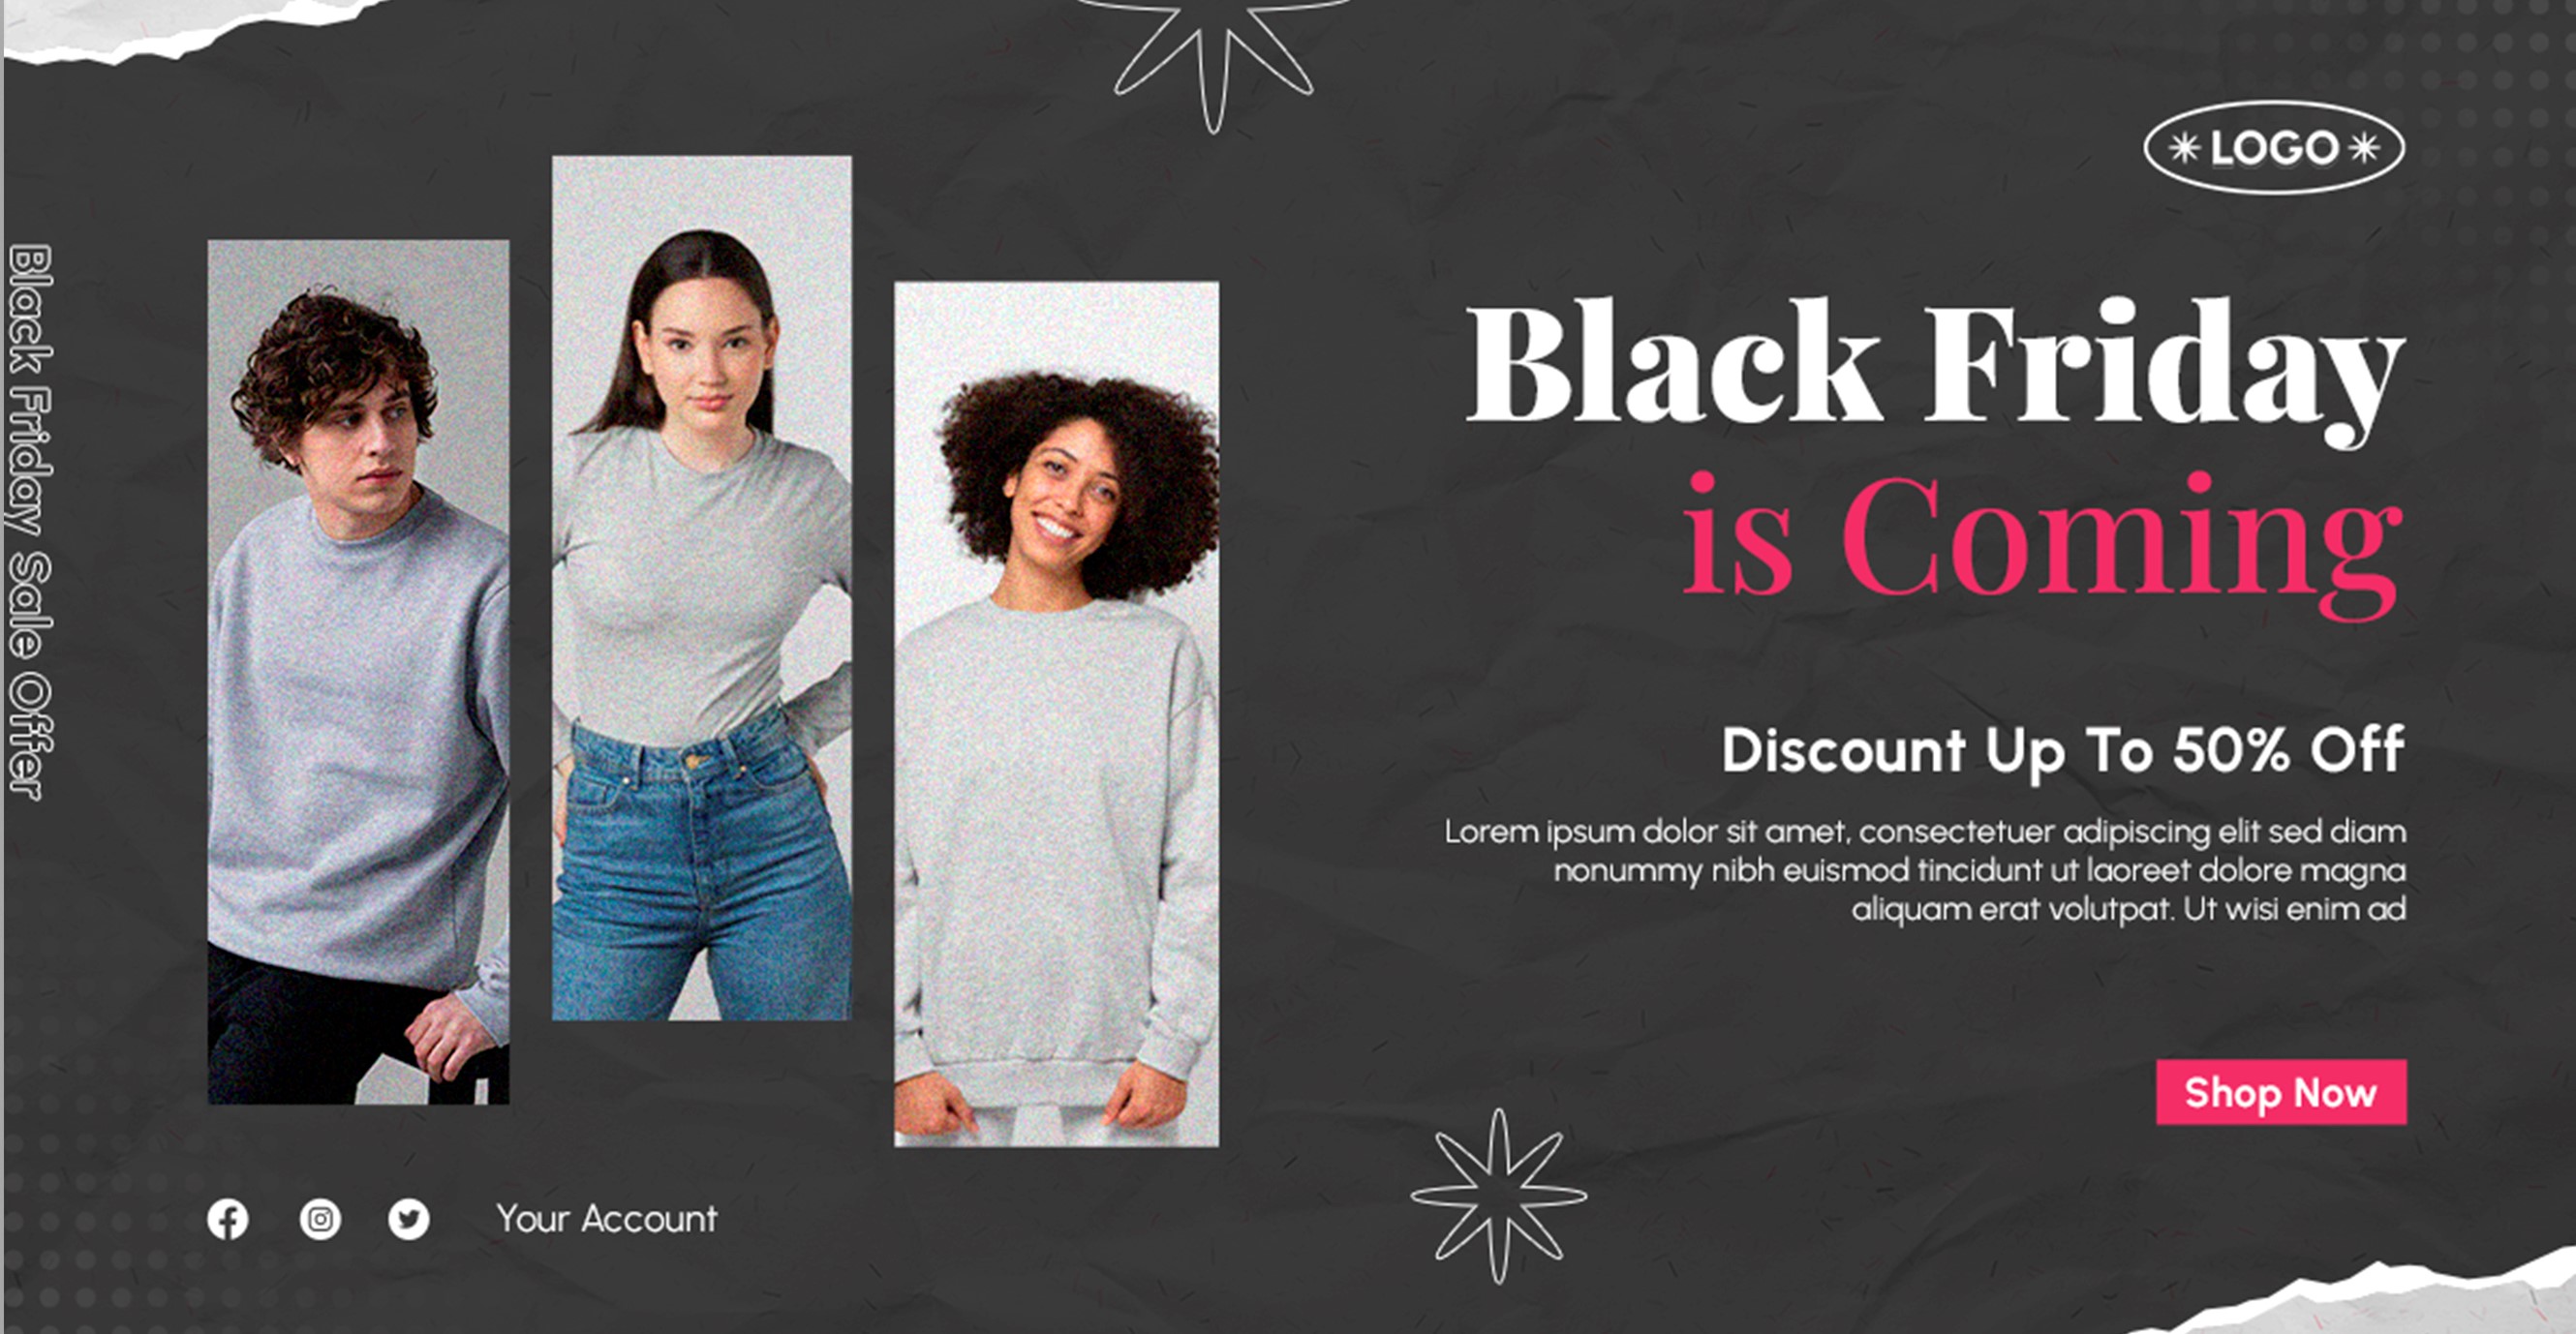 LOGO
Black Friday Sale Offer
Black Friday
is Coming
Discount Up To 50% Off
Lorem ipsum dolor sit amet, consectetuer adipiscing elit sed diam
nonummy nibh euismod tincidunt ut laoreet dolore magna
aliquam erat volutpat. Ut wisi enim ad
Shop Now
Your Account